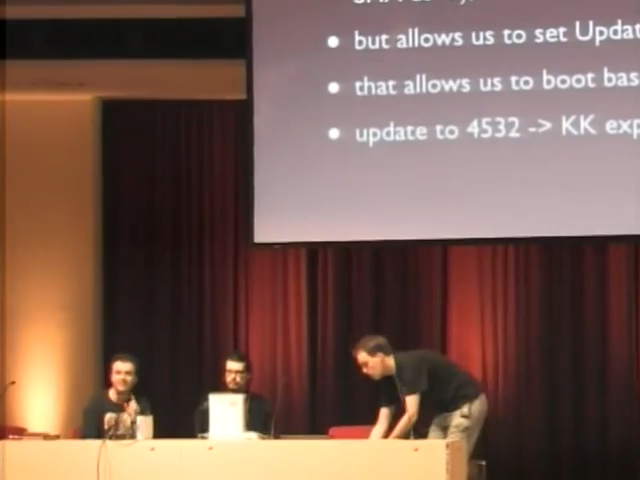 but allows us to set Updat
that allows us to boot bas
update to 4532 -> KK exp